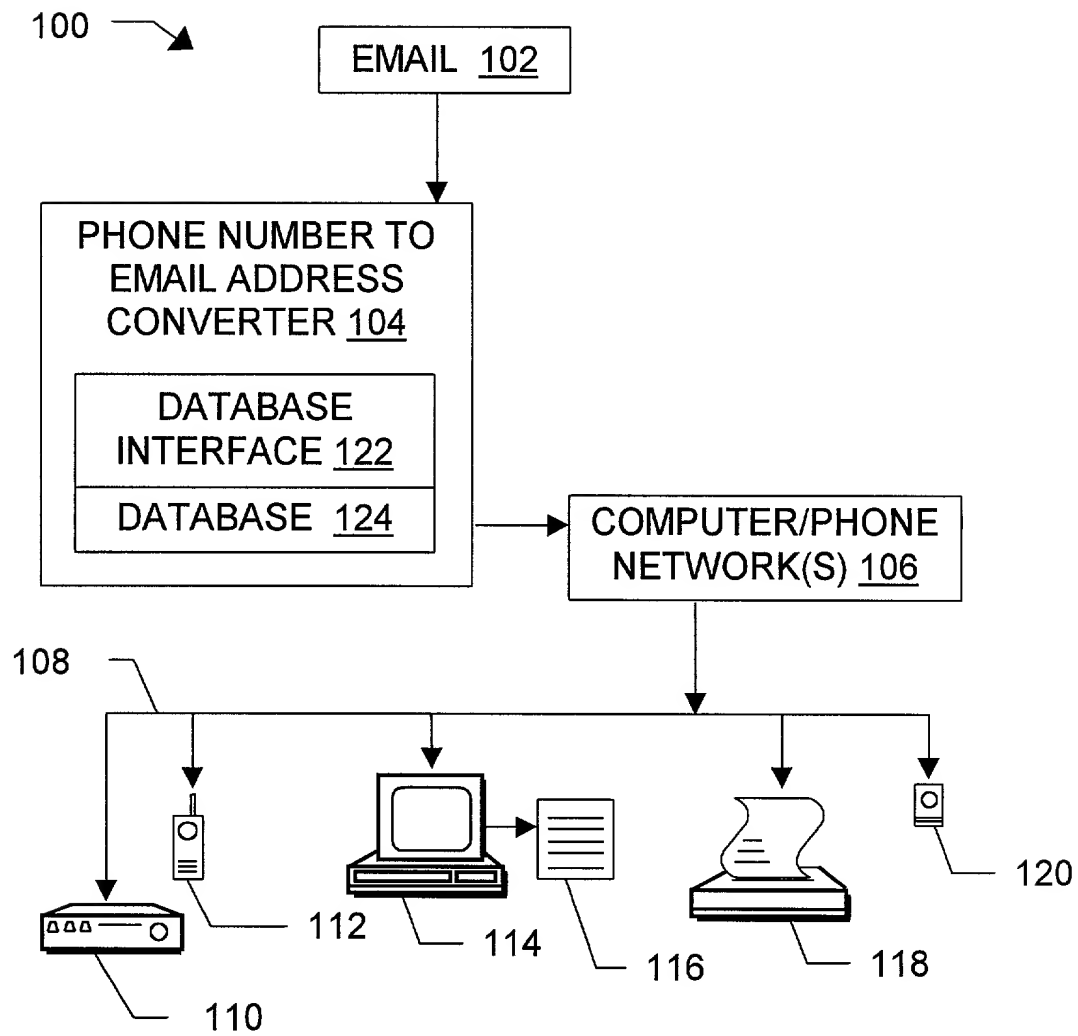 100
EMAIL 102
PHONE NUMBER TO
EMAIL ADDRESS
CONVERTER 104
DATABASE
INTERFACE 122
DATABASE 124
COMPUTER/PHONE
NETWORK(S) 106
108
110
112
114
116
118
120